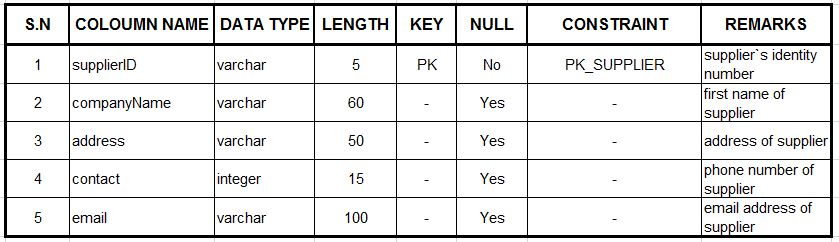 S.N COLOUMN NAME DATA TYPE LENGTH KEY NULL CONSTRAINT REMARKS
1 supplierID varchar 5 PK No PK_SUPPLIER supplier`s identity
number
2 companyName varchar 60 - Yes - first name of
supplier
3 address varchar 50 - Yes - address of supplier
4 contact integer 15 - Yes - phone number of
supplier
5 email varchar 100 - Yes - email address of
supplier